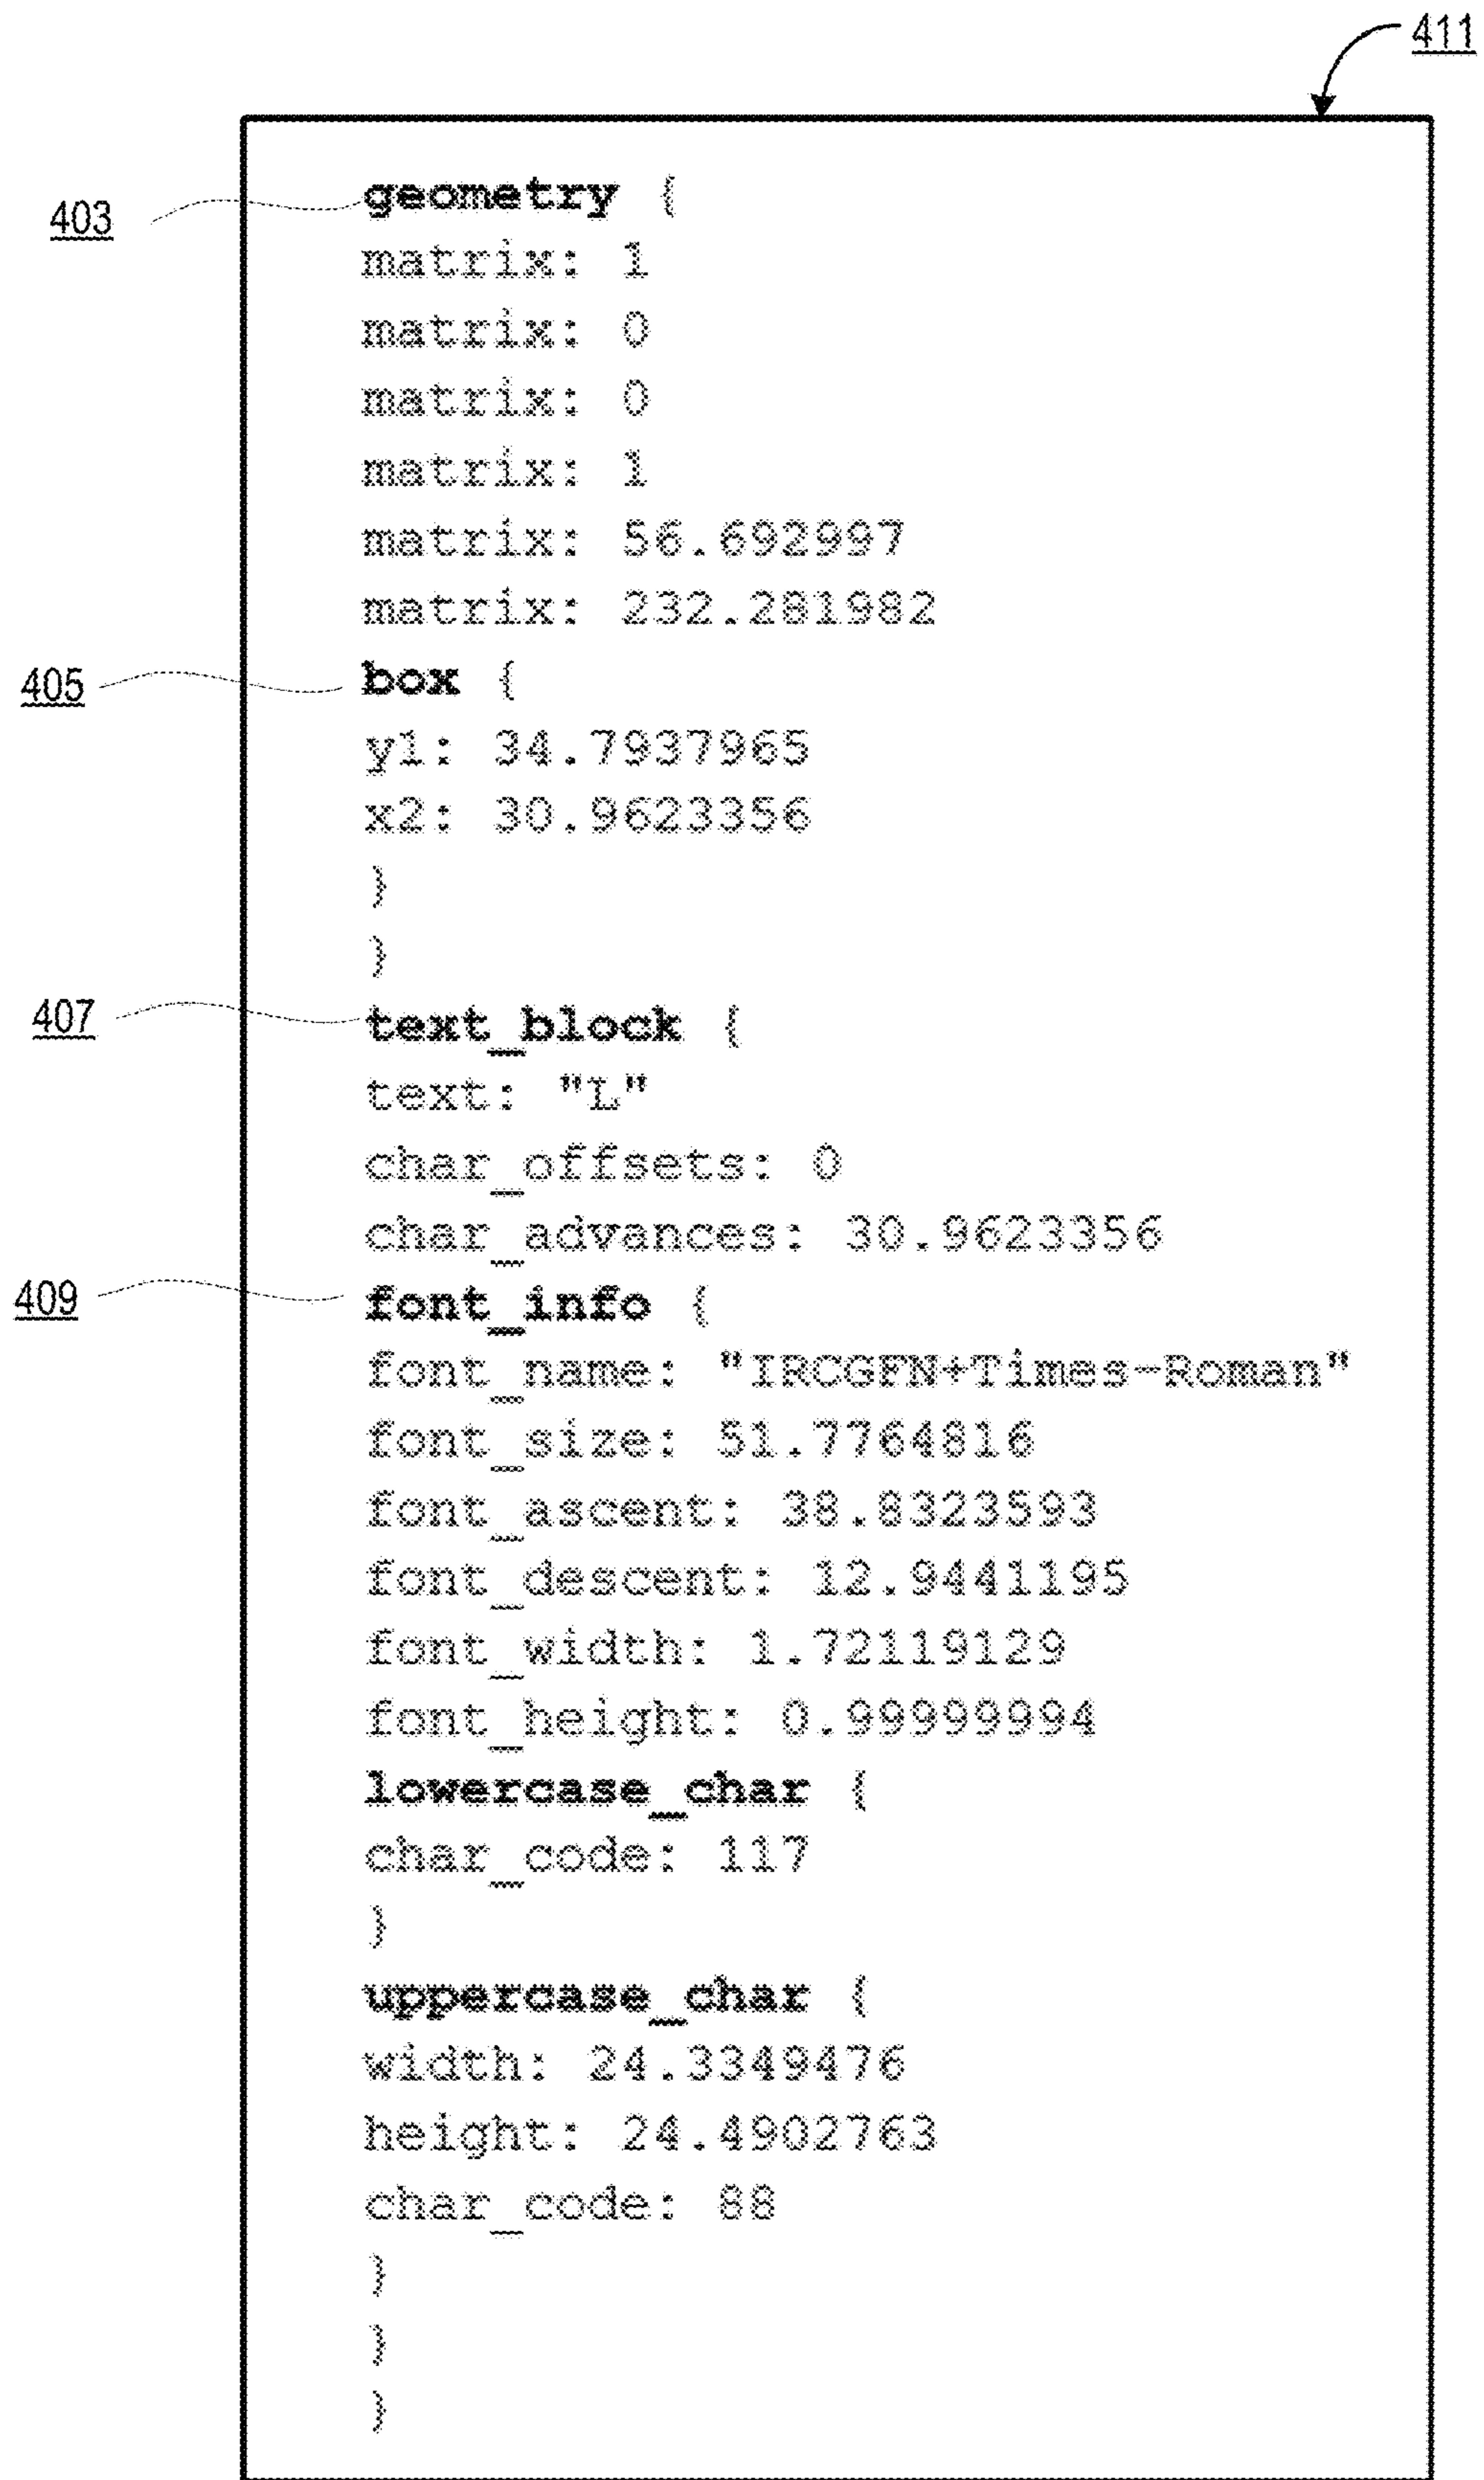 411
403 geometry {
matrix: 1
matrix: 0
matrix: 0
matrix: 1
matrix: 56.692997
matrix: 232.281982
405 box {
y1: 34.7937965
x2: 30.9623356
}
}
407 text_block {
text: "L"
char_offsets: 0
char_advances: 30.9623356
409 font_info {
font_name: "IRCGFN+Times-Roman"
font_size: 51.7764816
font_ascent: 38.8323593
font_descent: 12.9441195
font_width: 1.72119129
font_height: 0.99999994
lowercase_char {
char_code: 117
}
uppercase_char {
width: 24.3349476
height: 24.4902763
char_code: 88
}
}
}